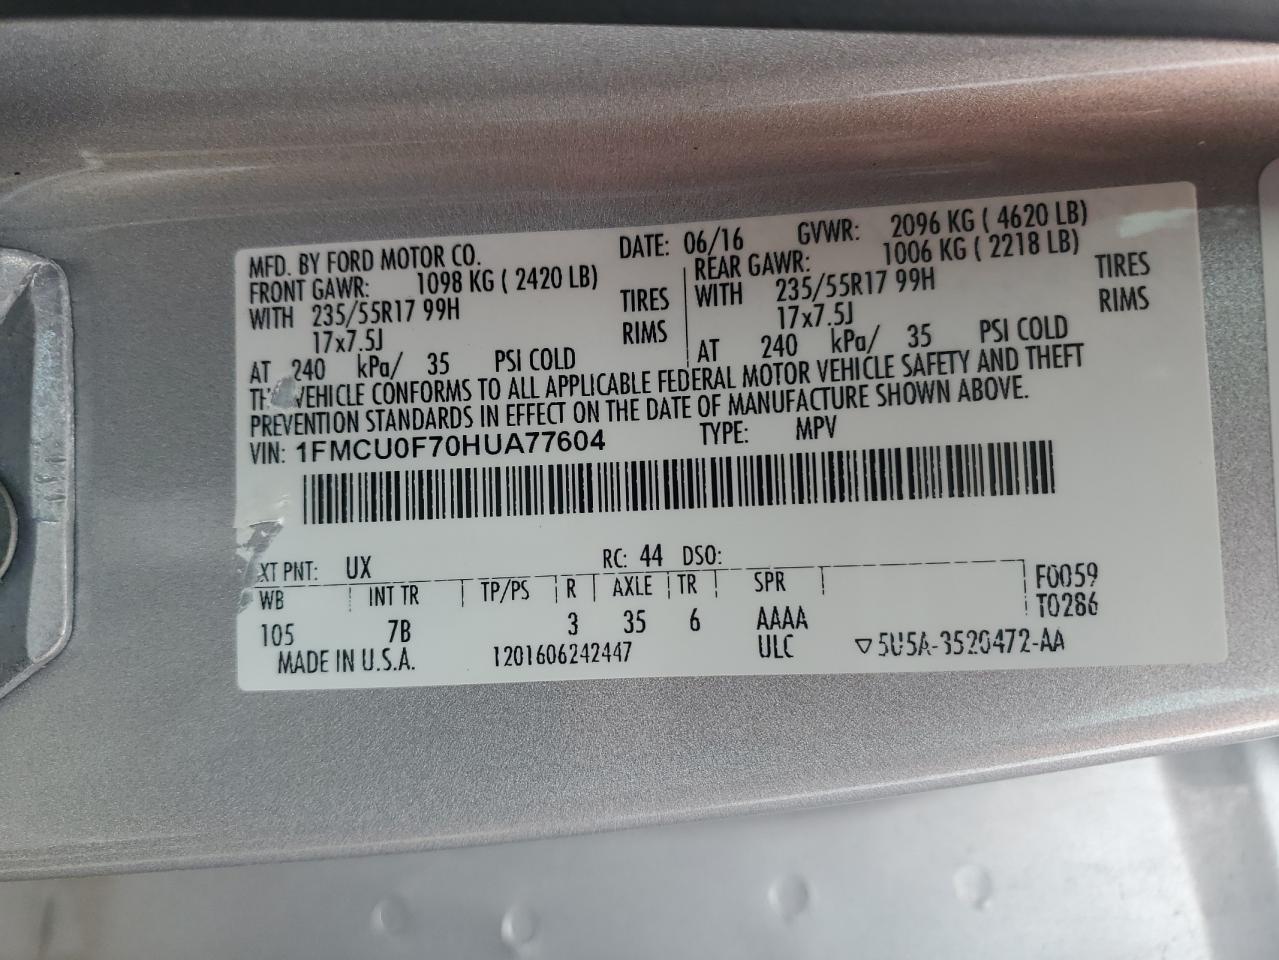 MFD. BY FORD MOTOR CO. DATE: 06/16 GVWR: 2096 KG ( 4620 LB)
FRONT GAWR: 1098 KG ( 2420 LB) REAR GAWR: 1006 KG ( 2218 LB)
WITH 235/55R17 99H TIRES WITH 235/55R17 99H TIRES
17x7.5J RIMS 17x7.5J RIMS
AT 240 kPa/ 35 PSI COLD AT 240 kPa/ 35 PSI COLD
VEHICLE CONFORMS TO ALL APPLICABLE FEDERAL MOTOR VEHICLE SAFETY AND THEFT
PREVENTION STANDARDS IN EFFECT ON THE DATE OF MANUFACTURE SHOWN ABOVE.
VIN: 1FMCU0F70HUA77604 TYPE: MPV
XT PNT: UX RC: 44 DSO:
WB INT TR TP/PS R AXLE TR SPR F0059
105 7B 3 35 6 AAAA T0286
MADE IN U.S.A. 1201606242447 ULC ▽5U5A-3520472-AA